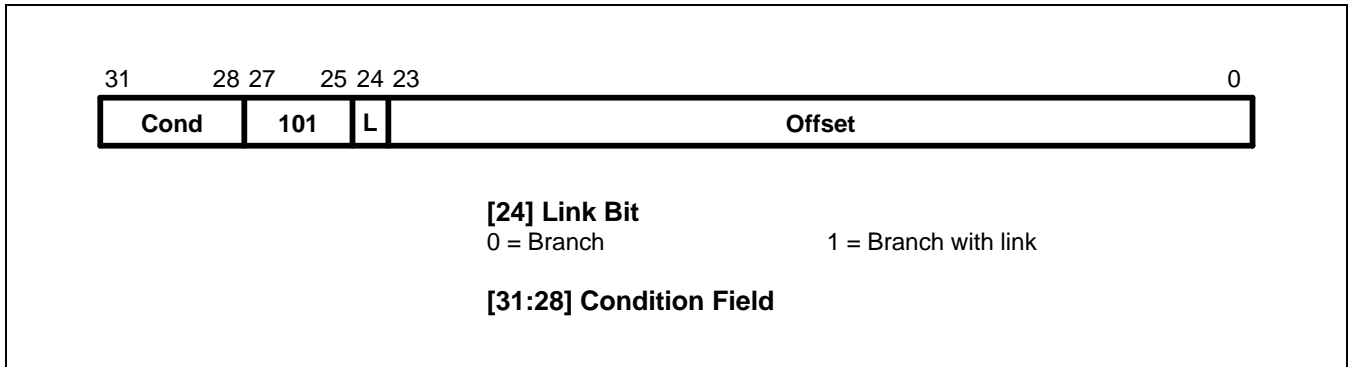 31 28 27 25 24 23 0
Cond 101 L Offset
[24] Link Bit
0 = Branch 1 = Branch with link
[31:28] Condition Field